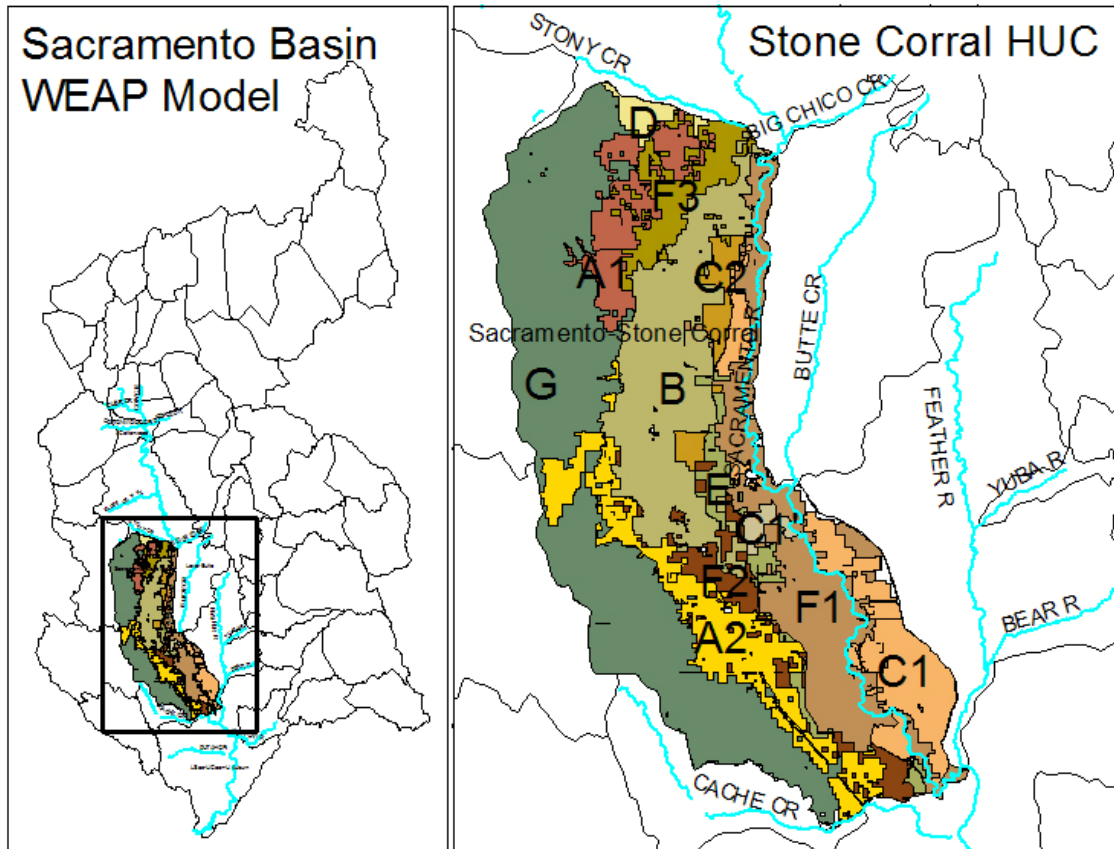 Sacramento Basin
WEAP Model
Stone Corral HUC
STONY CR
BIG CHICO CR
D
F3
A1
C2
Sacramento-Stone Corral
SACRAMENTO R
BUTTE CR
FEATHER R
G
B
E
C1
YUBA R
F2
F1
A2
C1
BEAR R
CACHE CR